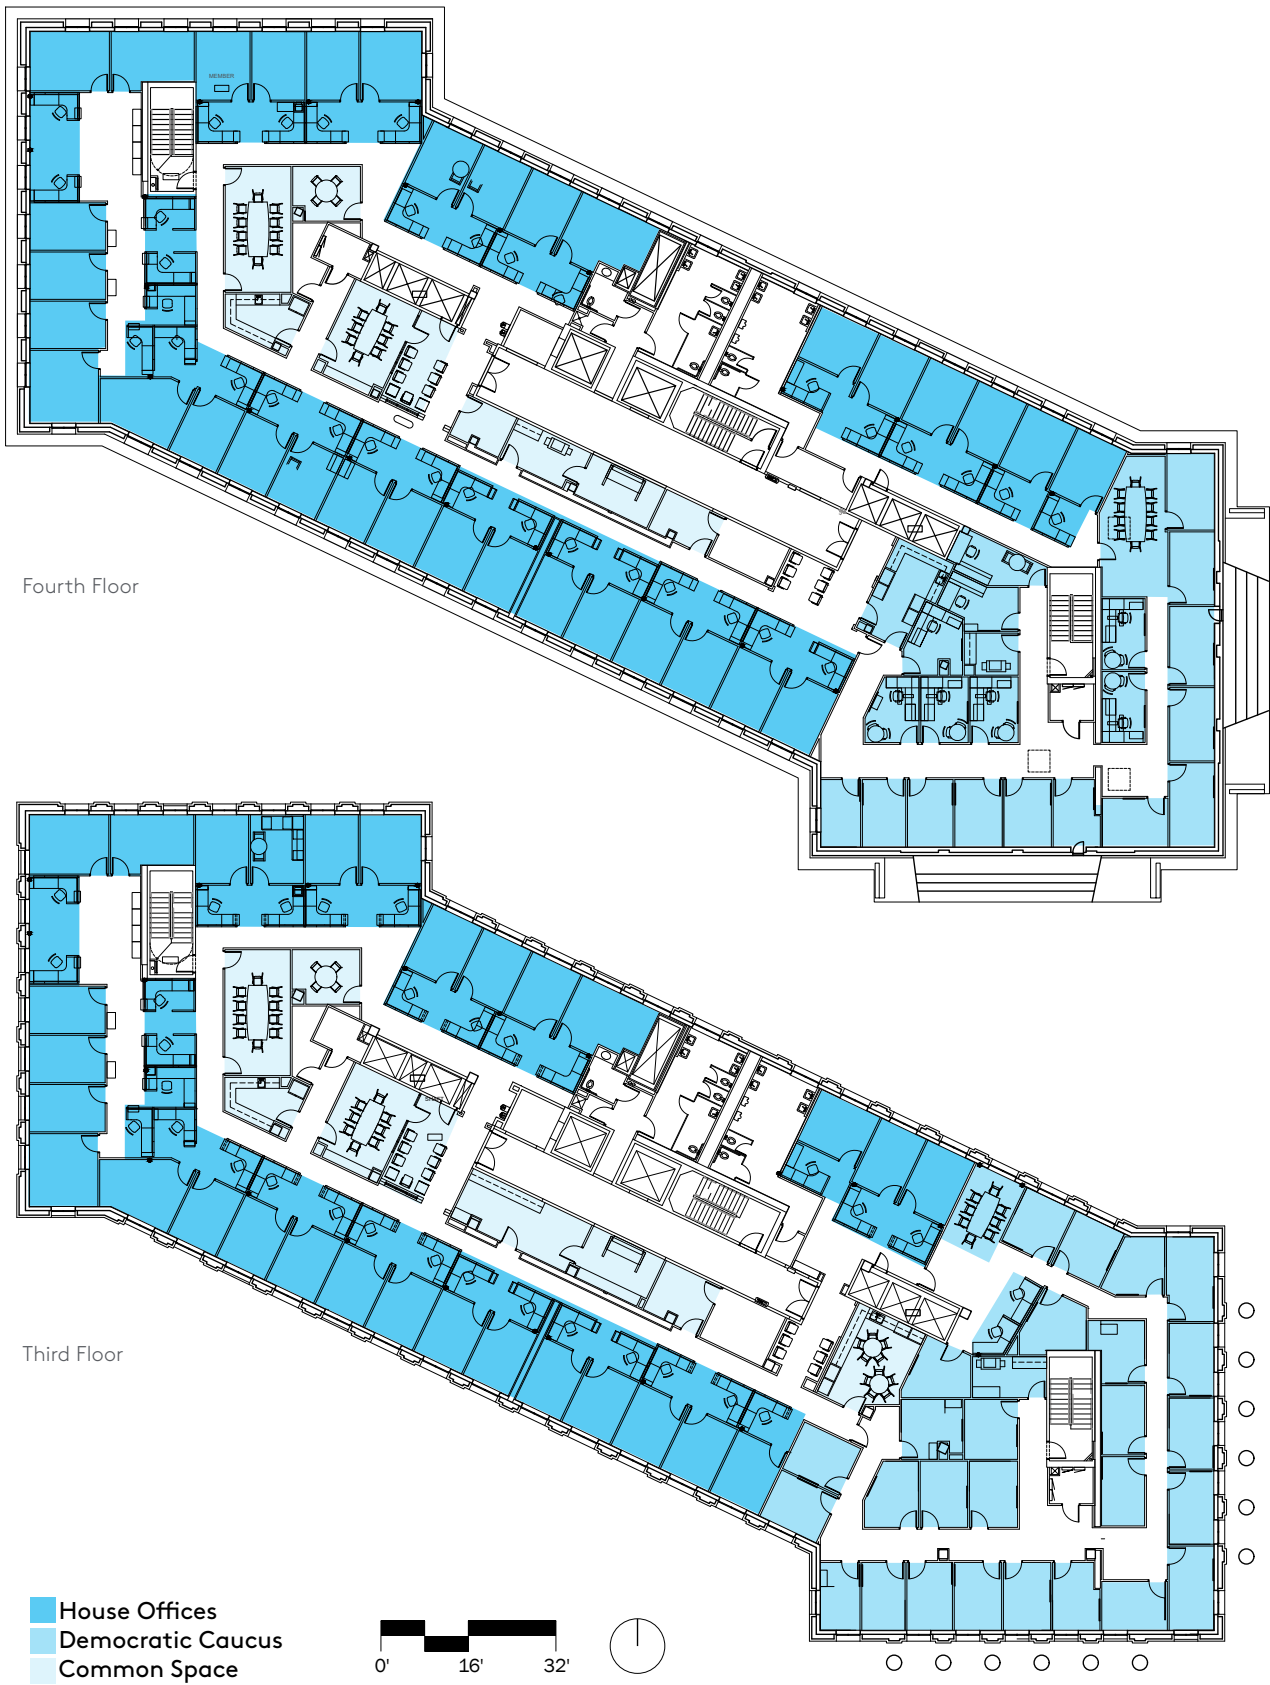 MEMBER
Fourth Floor
Third Floor
House Offices
Democratic Caucus
Common Space
0' 16' 32'